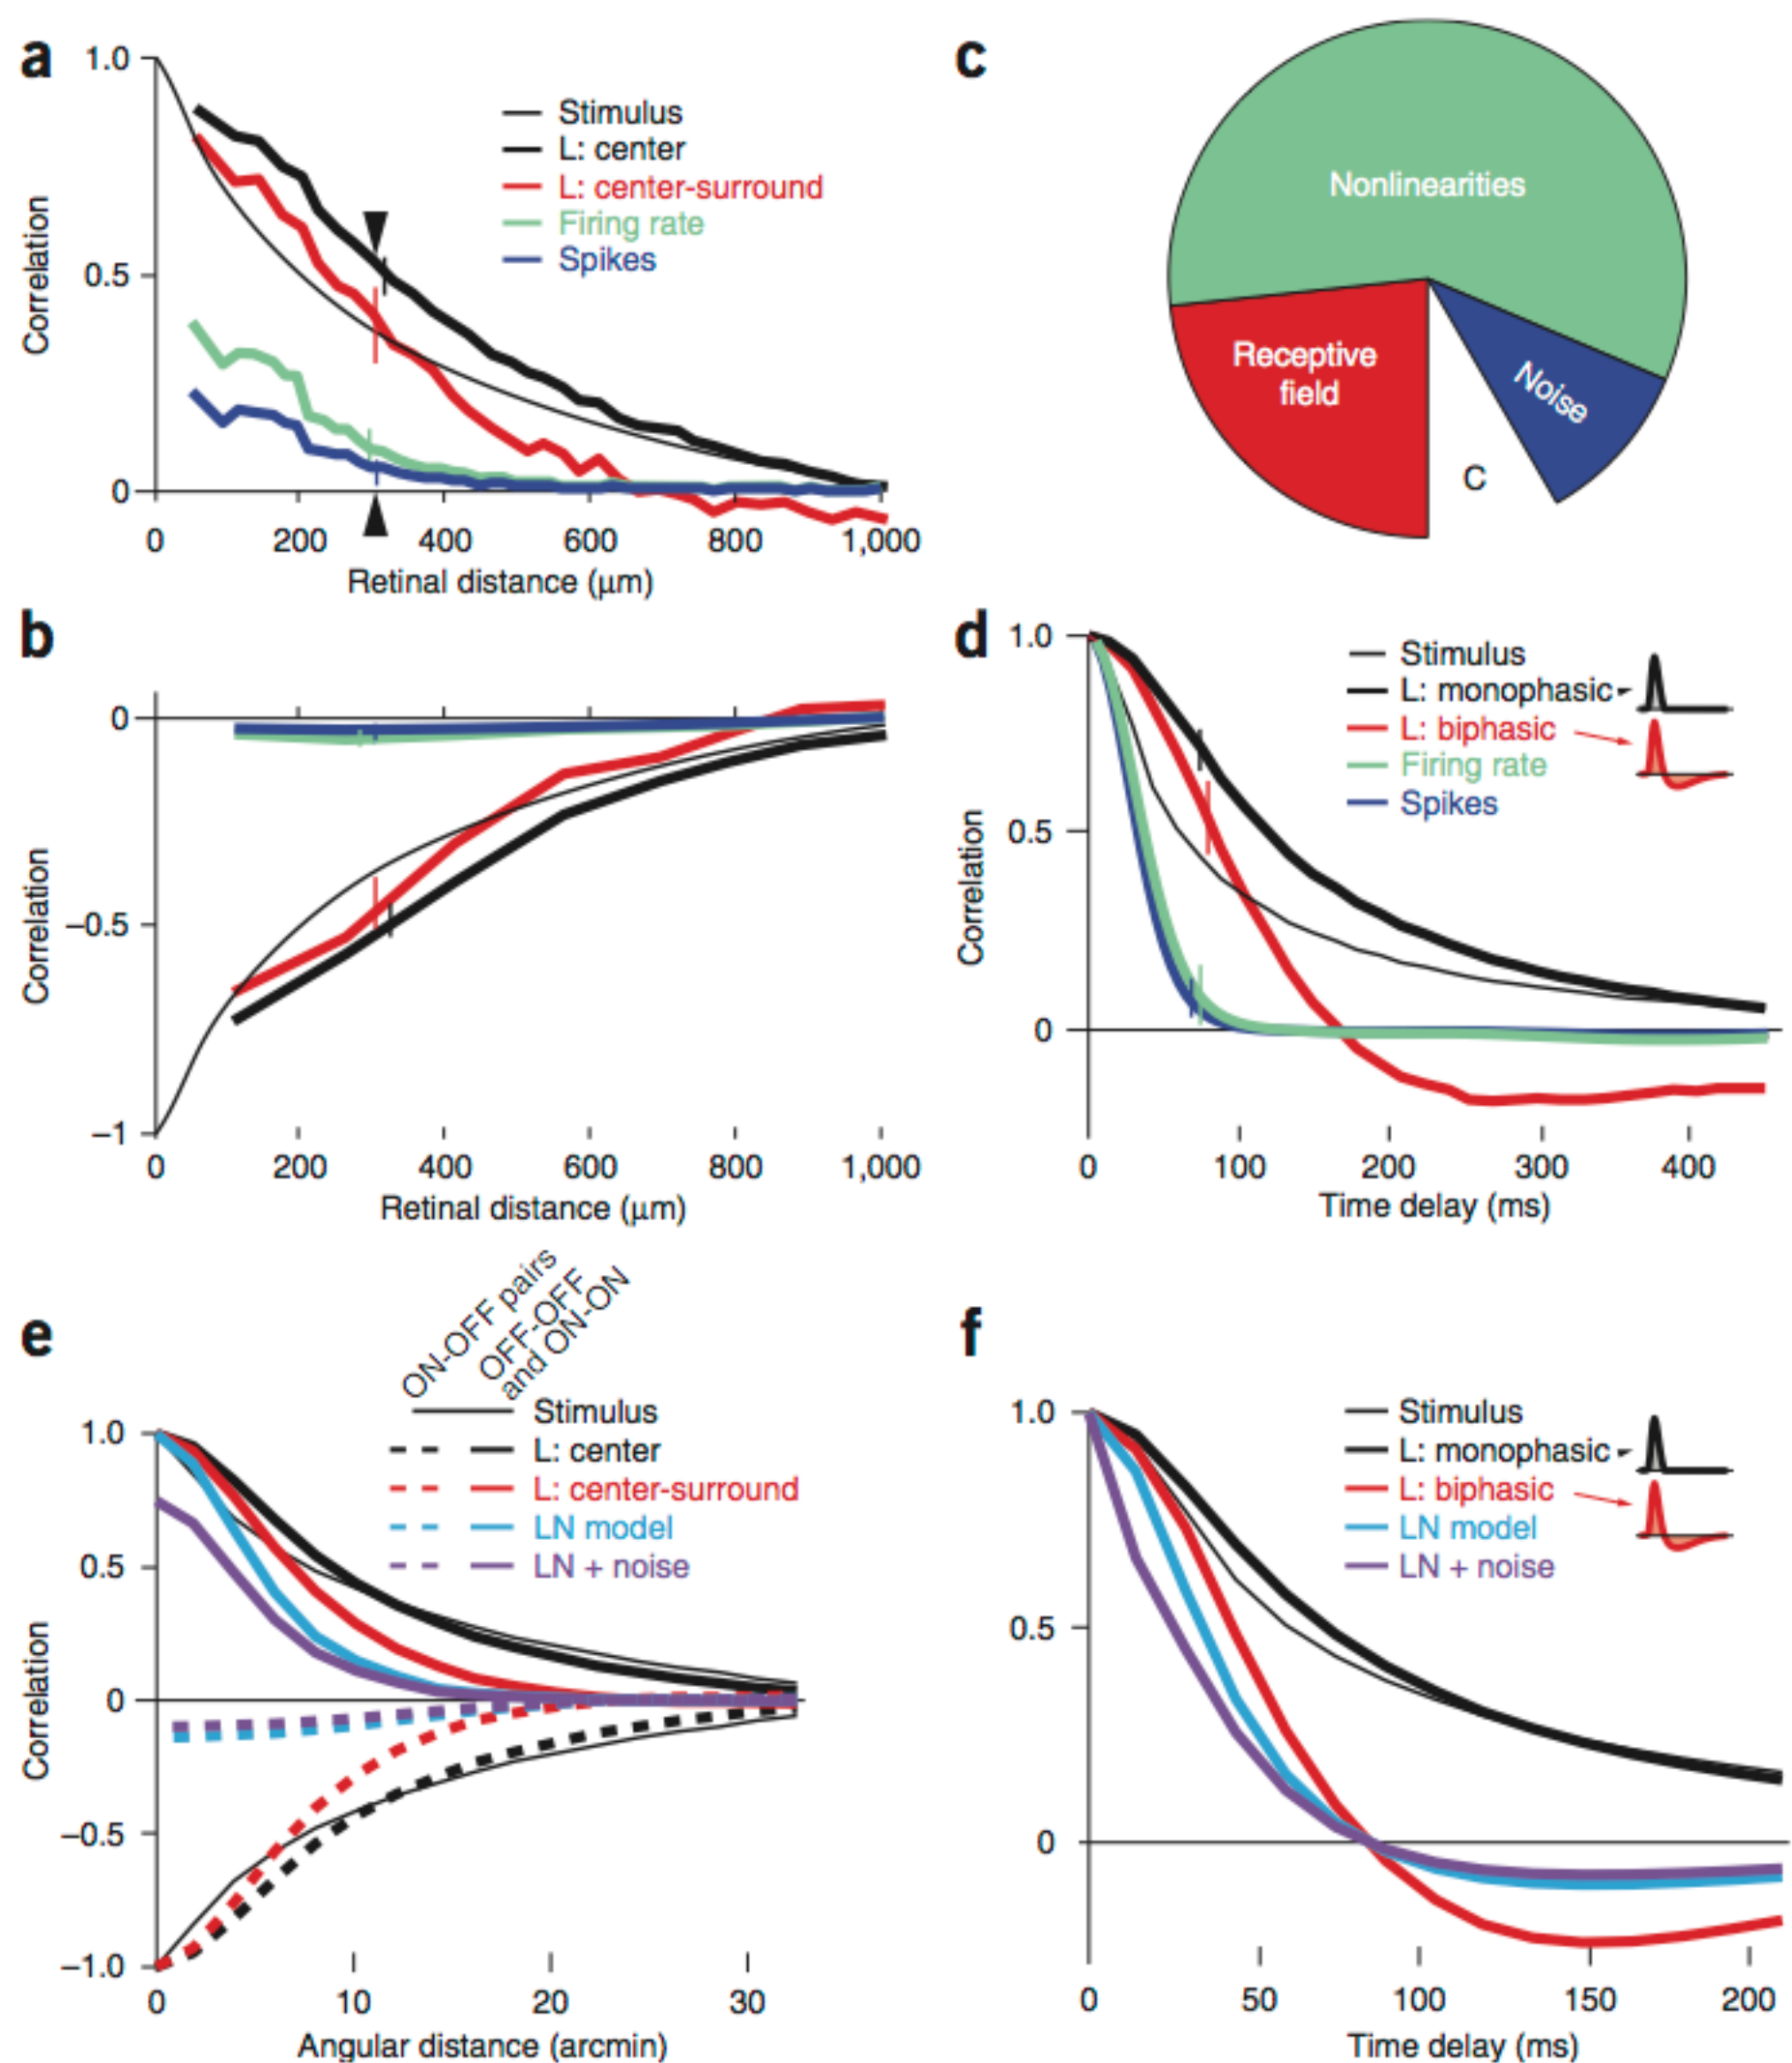 a
1.0
0.5
0
Correlation
Stimulus
L: center
L: center-surround
Firing rate
Spikes
0 200 400 600 800 1,000
Retinal distance (μm)
b
0
−0.5
−1
Correlation
0 200 400 600 800 1,000
Retinal distance (μm)
c
Nonlinearities
Receptive
field
Noise
C
d
1.0
0.5
0
Correlation
Stimulus
L: monophasic
L: biphasic
Firing rate
Spikes
0 100 200 300 400
Time delay (ms)
e
ON-OFF pairs
OFF-OFF
and ON-ON
Stimulus
L: center
L: center-surround
LN model
LN + noise
1.0
0.5
0
−0.5
−1.0
Correlation
0 10 20 30
Angular distance (arcmin)
f
1.0
0.5
0
Stimulus
L: monophasic
L: biphasic
LN model
LN + noise
0 50 100 150 200
Time delay (ms)